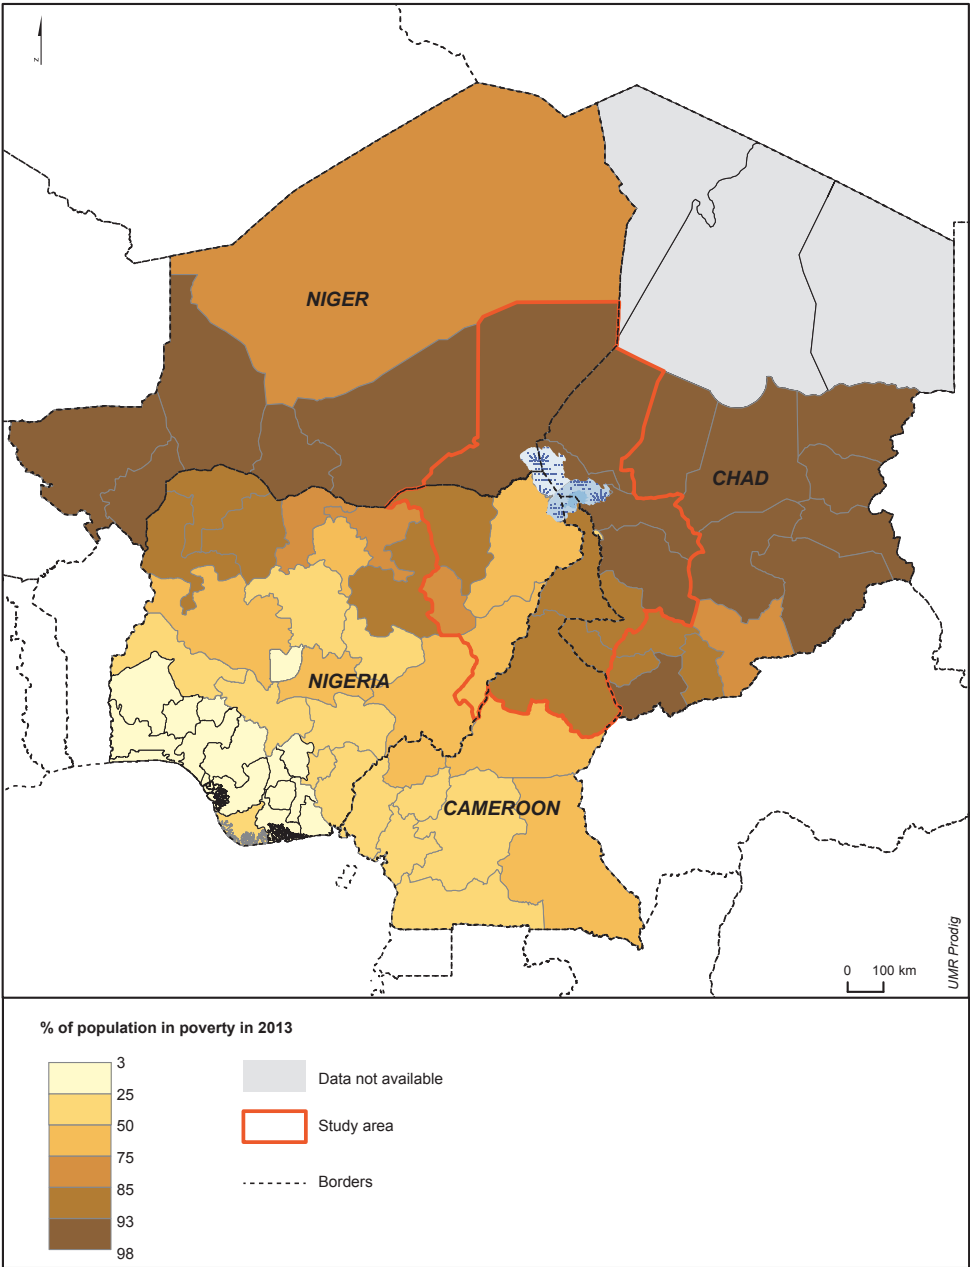 z
NIGER
CHAD
NIGERIA
CAMEROON
0 100 km
UMR Prodig
% of population in poverty in 2013
3
25
50
75
85
93
98
Data not available
Study area
Borders